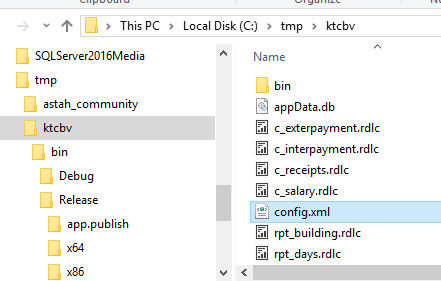 Clipboard
Organize
This PC > Local Disk (C:) > tmp > ktcbv
SQLServer2016Media
tmp
astah_community
ktcbv
bin
Debug
Release
app.publish
x64
x86
Name
bin
appData.db
c_exterpayment.rdlc
c_interpayment.rdlc
c_receipts.rdlc
c_salary.rdlc
config.xml
rpt_building.rdlc
rpt_days.rdlc